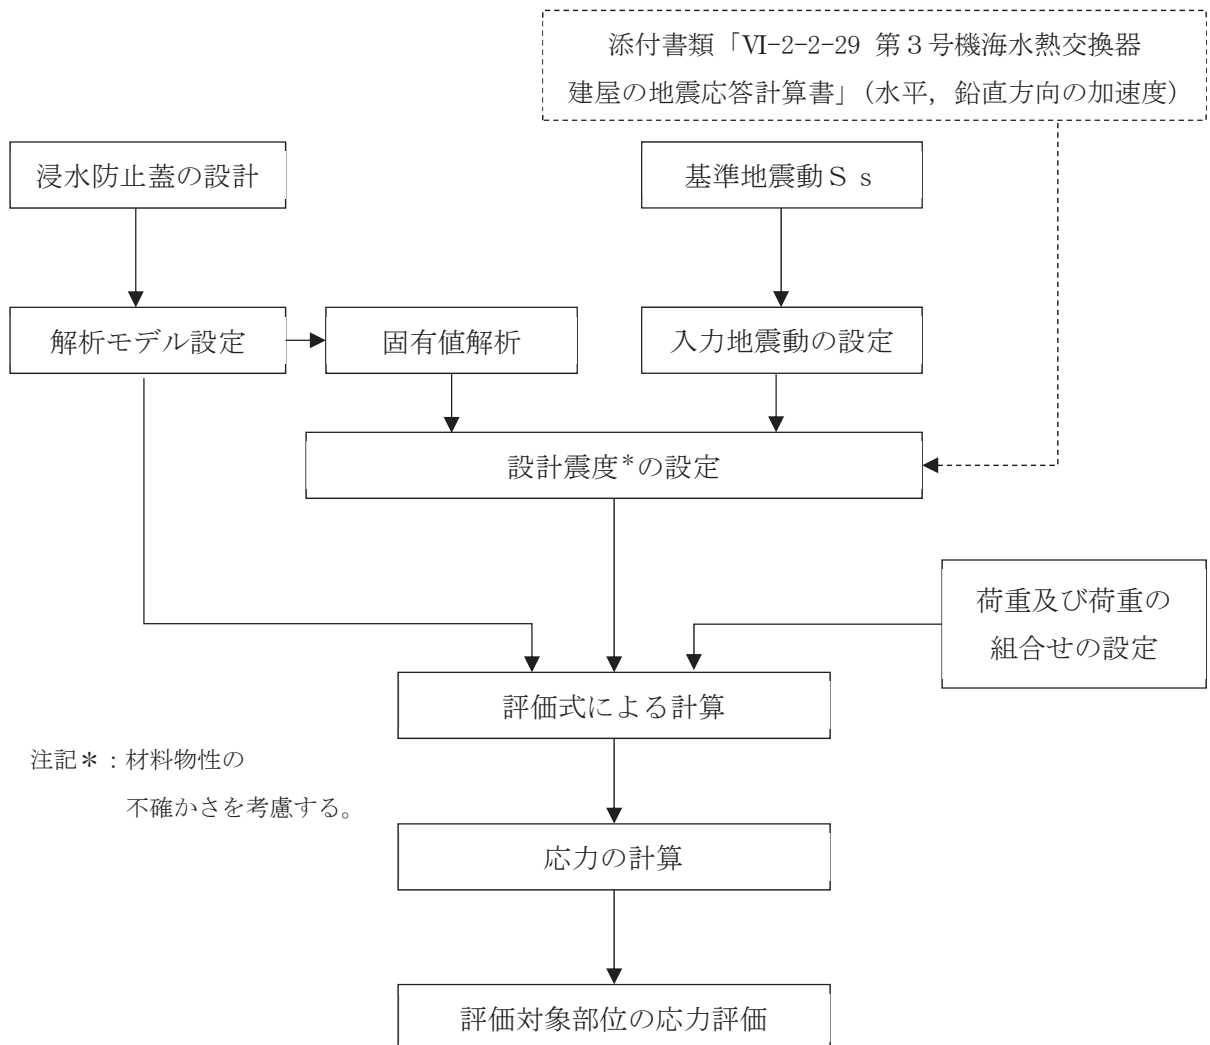 添付書類「Ⅵ-2-2-29 第３号機海水熱交換器
建屋の地震応答計算書」（水平，鉛直方向の加速度）
浸水防止蓋の設計
基準地震動Ｓｓ
解析モデル設定
固有値解析
入力地震動の設定
設計震度*の設定
荷重及び荷重の
組合せの設定
評価式による計算
注記＊：材料物性の
不確かさを考慮する。
応力の計算
評価対象部位の応力評価